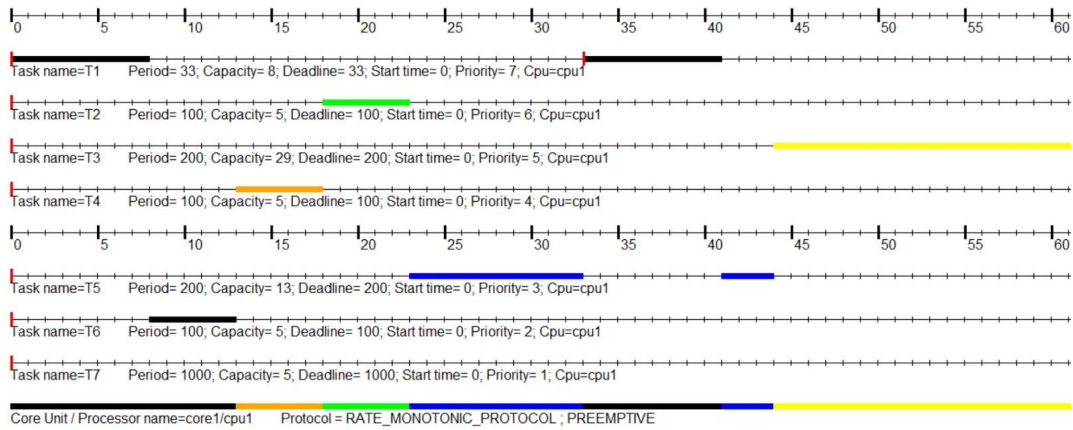 0 5 10 15 20 25 30 35 40 45 50 55 60
Task name=T1 Period= 33; Capacity= 8; Deadline= 33; Start time= 0; Priority= 7; Cpu=cpu1
Task name=T2 Period= 100; Capacity= 5; Deadline= 100; Start time= 0; Priority= 6; Cpu=cpu1
Task name=T3 Period= 200; Capacity= 29; Deadline= 200; Start time= 0; Priority= 5; Cpu=cpu1
Task name=T4 Period= 100; Capacity= 5; Deadline= 100; Start time= 0; Priority= 4; Cpu=cpu1
0 5 10 15 20 25 30 35 40 45 50 55 60
Task name=T5 Period= 200; Capacity= 13; Deadline= 200; Start time= 0; Priority= 3; Cpu=cpu1
Task name=T6 Period= 100; Capacity= 5; Deadline= 100; Start time= 0; Priority= 2; Cpu=cpu1
Task name=T7 Period= 1000; Capacity= 5; Deadline= 1000; Start time= 0; Priority= 1; Cpu=cpu1
Core Unit / Processor name=core1/cpu1 Protocol = RATE_MONOTONIC_PROTOCOL ; PREEMPTIVE